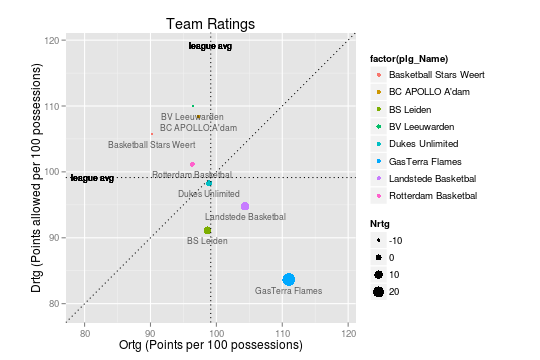 Team Ratings
league avg
120
110
100
90
80
Drtg (Points allowed per 100 possessions)
BV Leeuwarden
BC APOLLO A'dam
Basketball Stars Weert
Rotterdam Basketbal
league avg
Dukes Unlimited
Landstede Basketbal
BS Leiden
GasTerra Flames
80
90
100
110
120
Ortg (Points per 100 possessions)
factor(plg_Name)
Basketball Stars Weert
BC APOLLO A'dam
BS Leiden
BV Leeuwarden
Dukes Unlimited
GasTerra Flames
Landstede Basketbal
Rotterdam Basketbal
Nrtg
-10
0
10
20